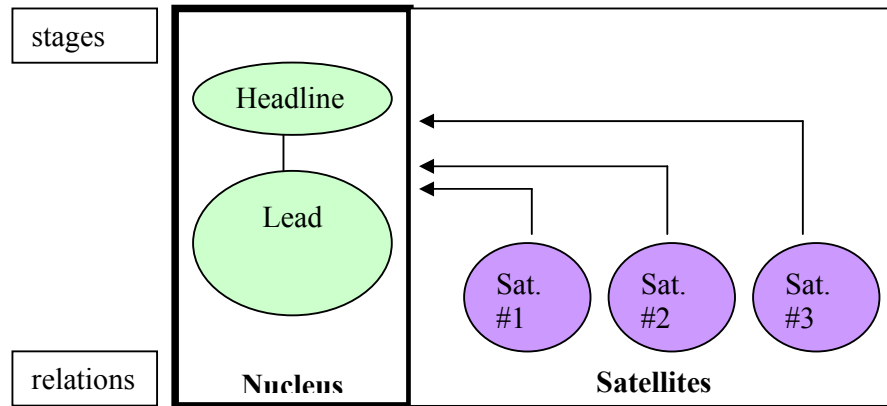 stages
Headline
Lead
Sat.
#1
Sat.
#2
Sat.
#3
relations
Nucleus
Satellites